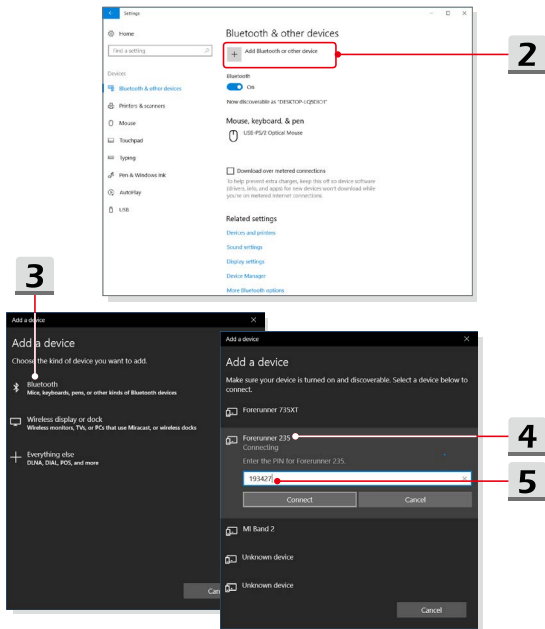 Settings
Home
Find a setting
Devices
Bluetooth & other devices
Printers & scanners
Mouse
Touchpad
Typing
Pen & Windows Ink
AutoPlay
USB
Bluetooth & other devices
Add Bluetooth or other device
2
Bluetooth
On
Now discoverable as "DESKTOP-UQSDIOT"
Mouse, keyboard, & pen
USB-PS/2 Optical Mouse
Download over metered connections
To help prevent extra charges, keep this off so device software
(drivers, info, and apps) for new devices won't download while
you're on metered Internet connections.
Related settings
Devices and printers
Sound settings
Display settings
Device Manager
More Bluetooth options
3
Add a device
Add a device
Choose the kind of device you want to add.
Bluetooth
Mice, keyboards, pens, or other kinds of Bluetooth devices
Wireless display or dock
Wireless monitors, TVs, or PCs that use Miracast, or wireless docks
Everything else
DLNA, DIAL, POS, and more
Can
Add a device
Add a device
Make sure your device is turned on and discoverable. Select a device below to
connect.
Forerunner 735XT
Forerunner 235
4
Connecting
Enter the PIN for Forerunner 235.
193427
5
Connect
Cancel
MI Band 2
Unknown device
Unknown device
Cancel